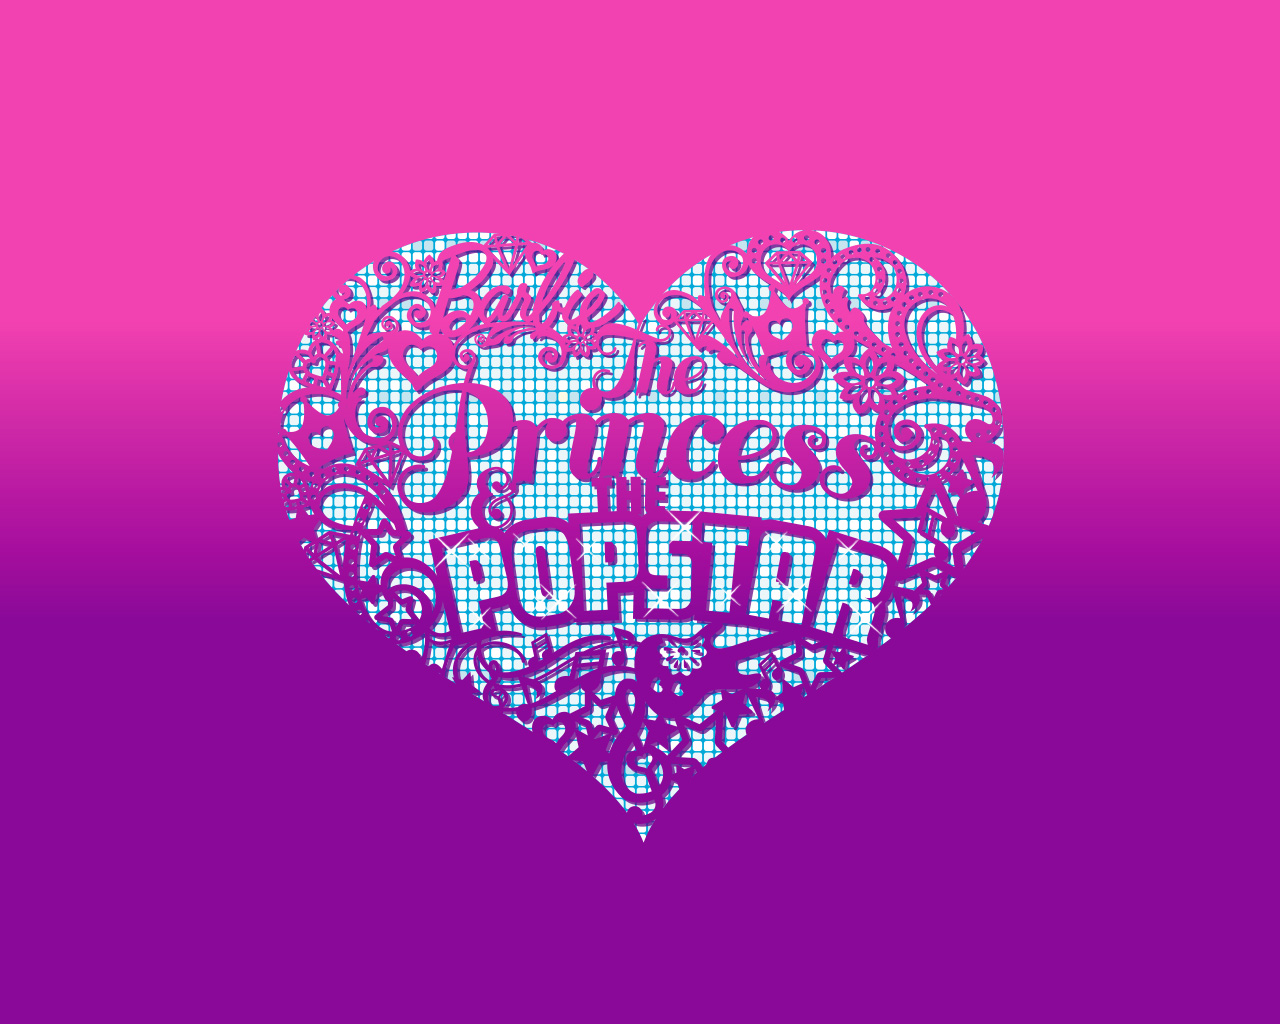 Barbie
The
Princess
& THE
POPSTAR